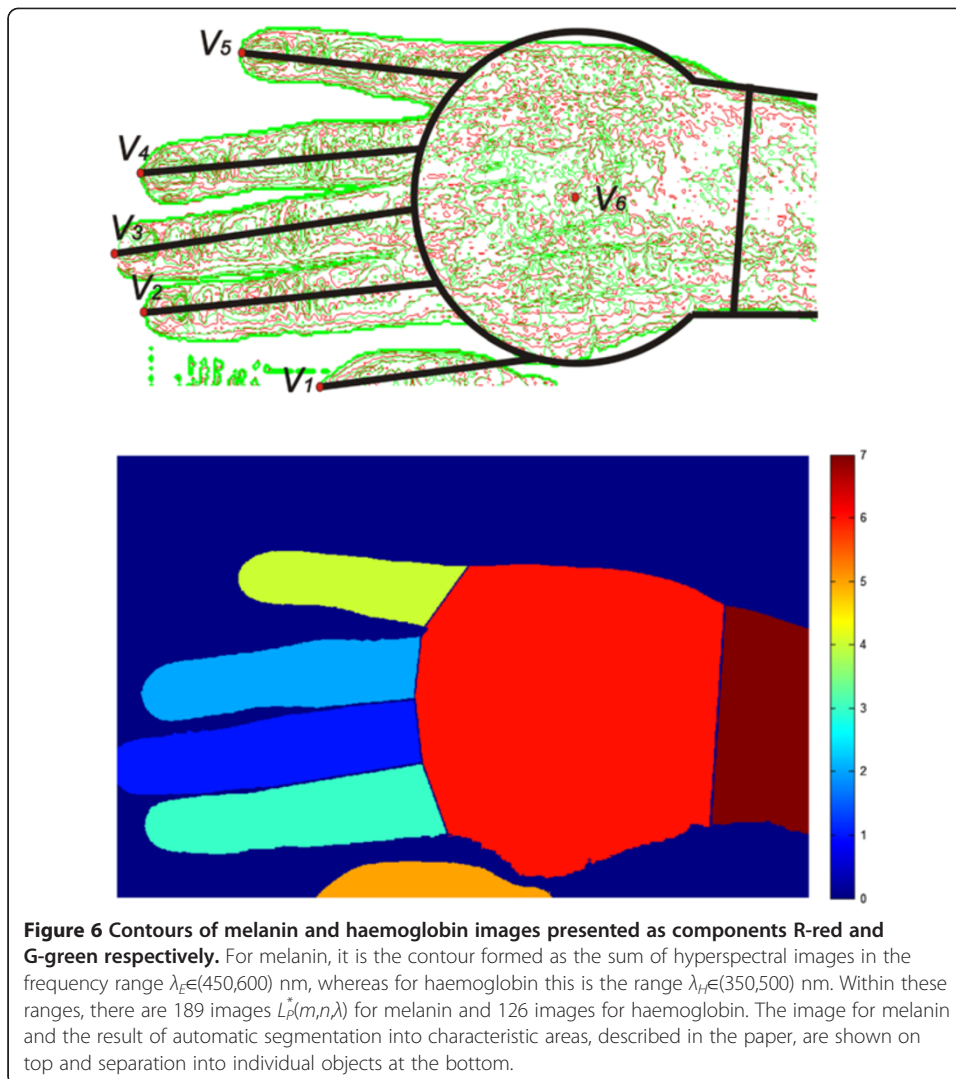 V5
V4
V3
V6
V2
V1
7
6
5
4
3
2
1
0
Figure 6 Contours of melanin and haemoglobin images presented as components R-red and
G-green respectively. For melanin, it is the contour formed as the sum of hyperspectral images in the
frequency range λE∈(450,600) nm, whereas for haemoglobin this is the range λH∈(350,500) nm. Within these
ranges, there are 189 images L*P(m,n,λ) for melanin and 126 images for haemoglobin. The image for melanin
and the result of automatic segmentation into characteristic areas, described in the paper, are shown on
top and separation into individual objects at the bottom.